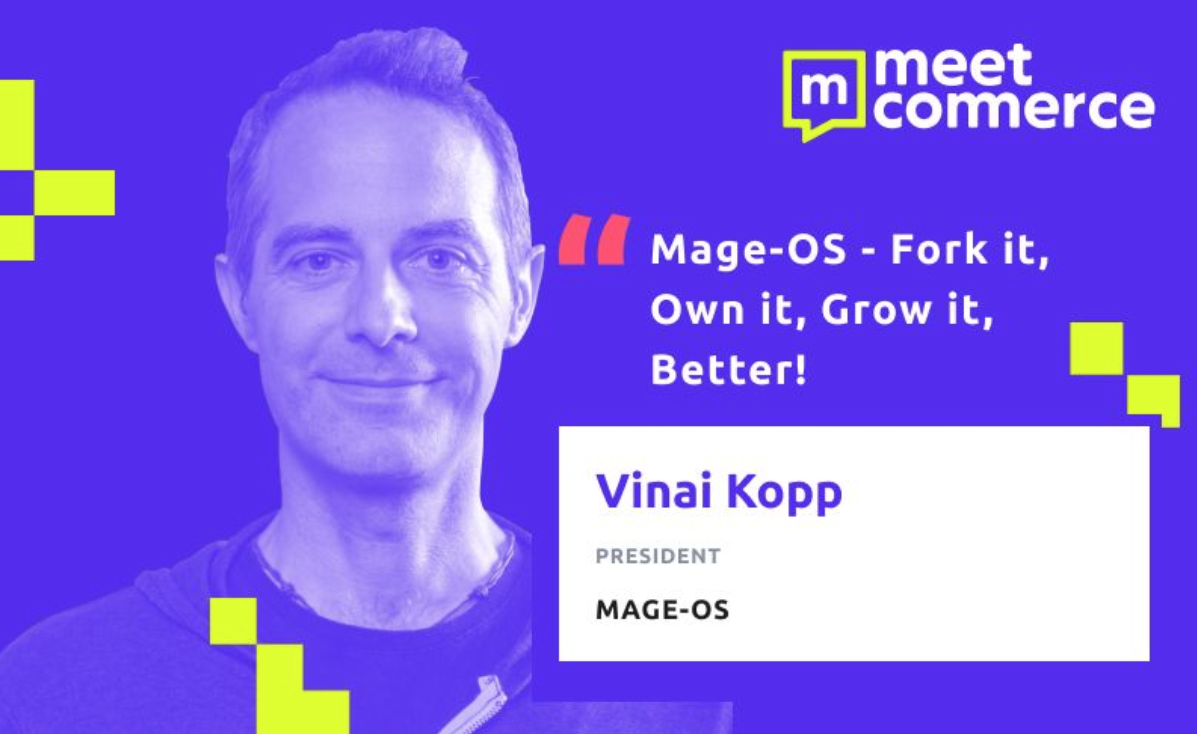 m
meet
commerce
“
Mage-OS - Fork it,
Own it, Grow it,
Better!
Vinai Kopp
PRESIDENT
MAGE-OS